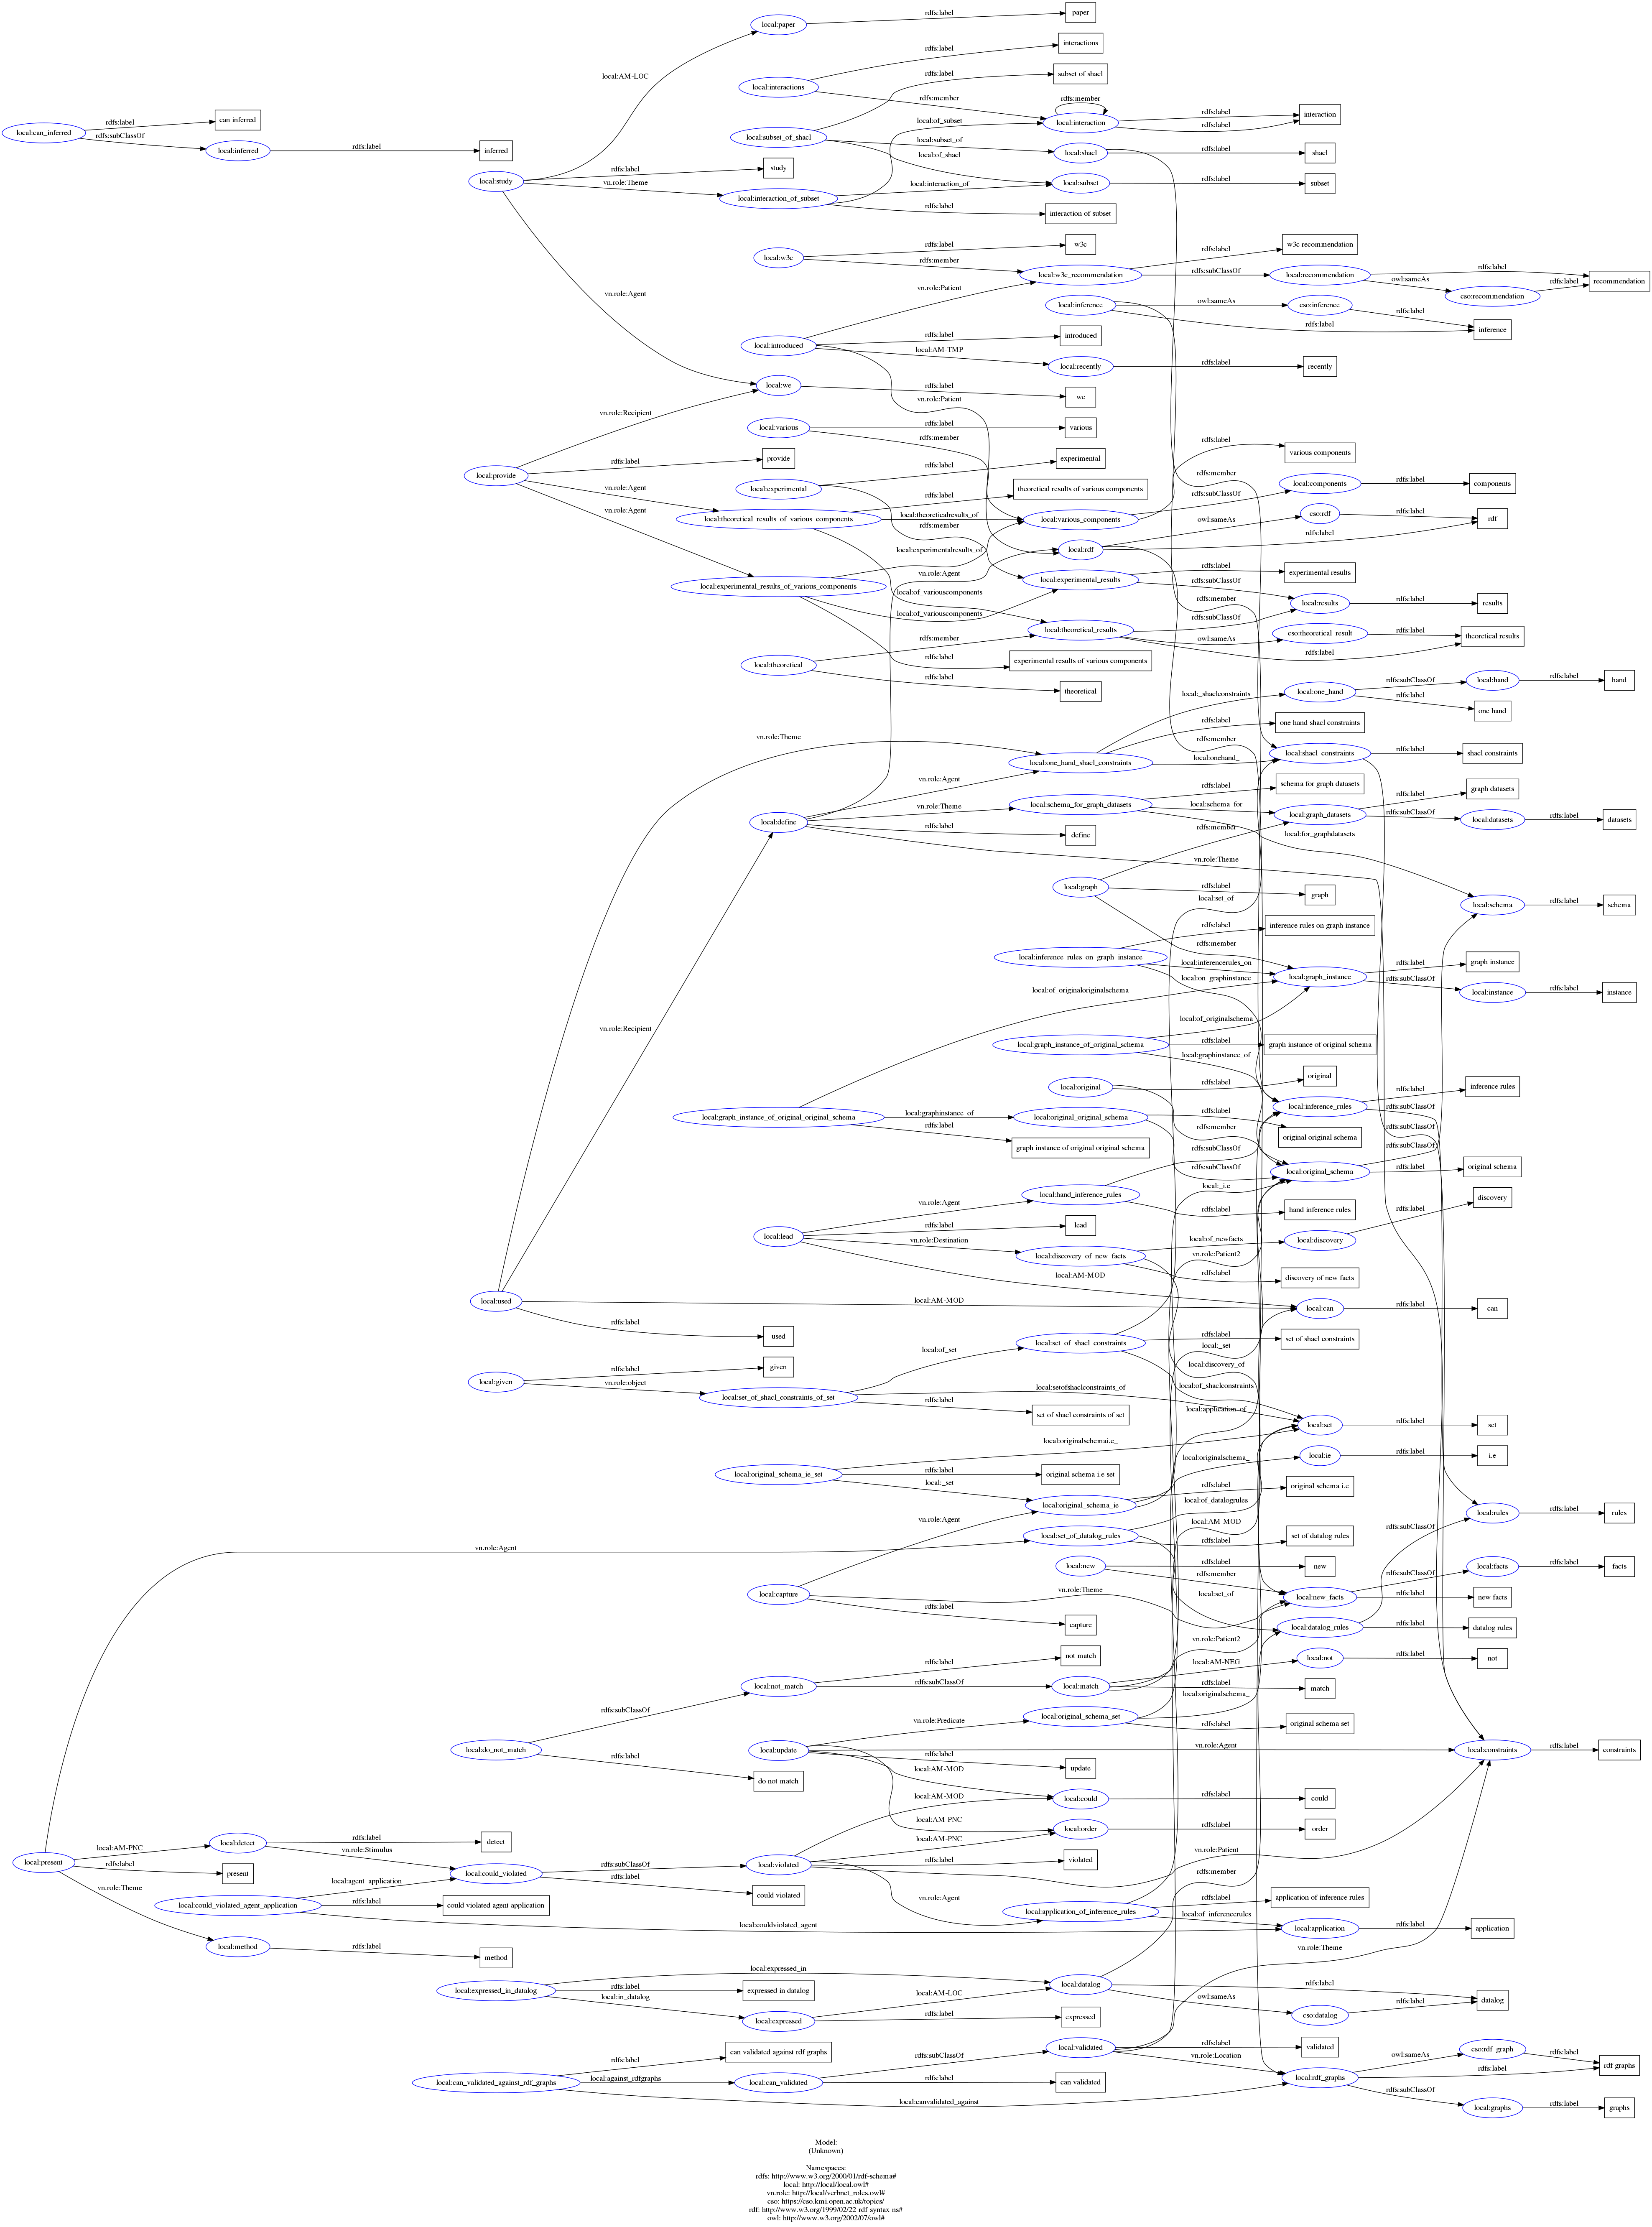 rdfs:label
paper
local:paper
local:AM-LOC
rdfs:label
interactions
local:interactions
rdfs:member
rdfs:label
subset of shacl
rdfs:member
local:interaction
rdfs:label
rdfs:label
interaction
local:can_inferred
rdfs:label
can inferred
rdfs:subClassOf
local:inferred
rdfs:label
inferred
local:of_subset
local:subset_of_shacl
local:subset_of
local:of_shacl
local:shacl
rdfs:label
shacl
local:study
rdfs:label
study
vn.role:Theme
local:interaction_of_subset
local:interaction_of
local:subset
rdfs:label
subset
rdfs:label
interaction of subset
local:w3c
rdfs:label
w3c
rdfs:member
local:w3c_recommendation
rdfs:label
w3c recommendation
rdfs:subClassOf
local:recommendation
rdfs:label
owl:sameAs
cso:recommendation
rdfs:label
recommendation
vn.role:Agent
vn.role:Patient
local:inference
owl:sameAs
cso:inference
rdfs:label
rdfs:label
inference
local:introduced
rdfs:label
introduced
local:AM-TMP
local:recently
rdfs:label
recently
local:we
rdfs:label
we
vn.role:Patient
vn.role:Recipient
local:various
rdfs:label
various
rdfs:member
local:provide
rdfs:label
provide
rdfs:label
experimental
local:experimental
rdfs:label
various components
rdfs:member
local:components
rdfs:label
components
vn.role:Agent
rdfs:label
theoretical results of various components
rdfs:subClassOf
vn.role:Agent
local:theoretical_results_of_various_components
local:theoreticalresults_of
rdfs:member
local:various_components
owl:sameAs
cso:rdf
rdfs:label
rdf
local:experimentalresults_of
local:rdf
rdfs:label
local:experimental_results_of_various_components
vn.role:Agent
local:of_variouscomponents
local:experimental_results
rdfs:label
experimental results
rdfs:subClassOf
local:of_variouscomponents
rdfs:member
local:results
rdfs:label
results
rdfs:subClassOf
local:theoretical_results
owl:sameAs
cso:theoretical_result
rdfs:label
theoretical results
rdfs:label
local:theoretical
rdfs:member
rdfs:label
experimental results of various components
rdfs:label
theoretical
local:_shaclconstraints
local:one_hand
rdfs:subClassOf
local:hand
rdfs:label
hand
rdfs:label
one hand
rdfs:label
one hand shacl constraints
vn.role:Theme
rdfs:member
local:one_hand_shacl_constraints
local:onehand_
local:shacl_constraints
rdfs:label
shacl constraints
vn.role:Agent
rdfs:label
schema for graph datasets
rdfs:label
graph datasets
local:define
vn.role:Theme
local:schema_for_graph_datasets
local:schema_for
local:graph_datasets
rdfs:subClassOf
local:datasets
rdfs:label
datasets
rdfs:label
define
rdfs:member
local:for_graphdatasets
vn.role:Theme
local:graph
rdfs:label
graph
local:set_of
local:schema
rdfs:label
schema
rdfs:label
inference rules on graph instance
rdfs:member
local:inference_rules_on_graph_instance
local:inferencerules_on
local:on_graphinstance
local:graph_instance
rdfs:label
graph instance
rdfs:subClassOf
local:instance
rdfs:label
instance
local:of_originaloriginalschema
local:of_originalschema
vn.role:Recipient
local:graph_instance_of_original_schema
rdfs:label
graph instance of original schema
local:graphinstance_of
local:original
rdfs:label
original
local:inference_rules
rdfs:label
inference rules
rdfs:subClassOf
local:graph_instance_of_original_original_schema
local:graphinstance_of
local:original_original_schema
rdfs:label
original original schema
rdfs:label
graph instance of original original schema
rdfs:member
rdfs:subClassOf
rdfs:subClassOf
rdfs:subClassOf
rdfs:subClassOf
local:original_schema
rdfs:label
original schema
local:_i.e
vn.role:Agent
local:hand_inference_rules
rdfs:label
hand inference rules
rdfs:label
discovery
local:lead
rdfs:label
lead
vn.role:Destination
local:discovery_of_new_facts
local:of_newfacts
local:discovery
vn.role:Patient2
rdfs:label
discovery of new facts
local:AM-MOD
local:used
local:AM-MOD
local:can
rdfs:label
can
rdfs:label
used
local:set_of_shacl_constraints
rdfs:label
set of shacl constraints
local:_set
local:of_set
local:discovery_of
local:given
rdfs:label
given
vn.role:object
local:set_of_shacl_constraints_of_set
local:setofshaclconstraints_of
local:of_shaclconstraints
rdfs:label
set of shacl constraints of set
local:application_of
local:set
rdfs:label
set
local:originalschemai.e_
local:originalschema_
local:ie
rdfs:label
i.e
local:original_schema_ie_set
rdfs:label
original schema i.e set
local:_set
local:original_schema_ie
rdfs:label
original schema i.e
local:of_datalogrules
vn.role:Agent
local:AM-MOD
local:rules
rdfs:label
rules
vn.role:Agent
local:set_of_datalog_rules
rdfs:label
set of datalog rules
rdfs:subClassOf
local:new
rdfs:label
new
rdfs:member
local:facts
rdfs:label
facts
rdfs:subClassOf
local:capture
vn.role:Theme
local:set_of
local:new_facts
rdfs:label
new facts
rdfs:label
capture
local:datalog_rules
rdfs:label
datalog rules
vn.role:Patient2
rdfs:label
not match
local:AM-NEG
local:not
rdfs:label
not
local:not_match
rdfs:subClassOf
local:match
rdfs:label
match
rdfs:subClassOf
local:originalschema_
local:original_schema_set
rdfs:label
original schema set
vn.role:Predicate
local:do_not_match
local:update
vn.role:Agent
local:constraints
rdfs:label
constraints
rdfs:label
do not match
rdfs:label
update
local:AM-MOD
local:AM-MOD
local:could
rdfs:label
could
local:AM-PNC
local:order
rdfs:label
order
local:AM-PNC
local:present
local:AM-PNC
local:detect
rdfs:label
detect
vn.role:Stimulus
rdfs:label
present
local:could_violated
rdfs:subClassOf
local:violated
rdfs:label
violated
vn.role:Patient
rdfs:label
could violated
rdfs:member
vn.role:Theme
local:agent_application
local:could_violated_agent_application
rdfs:label
could violated agent application
vn.role:Agent
local:application_of_inference_rules
rdfs:label
application of inference rules
local:of_inferencerules
local:couldviolated_agent
local:application
rdfs:label
application
local:method
rdfs:label
method
vn.role:Theme
local:expressed_in
local:expressed_in_datalog
rdfs:label
expressed in datalog
local:in_datalog
local:datalog
rdfs:label
datalog
local:AM-LOC
owl:sameAs
cso:datalog
rdfs:label
local:expressed
rdfs:label
expressed
rdfs:label
can validated against rdf graphs
local:validated
rdfs:label
validated
vn.role:Location
rdfs:subClassOf
cso:rdf_graph
rdfs:label
owl:sameAs
local:can_validated_against_rdf_graphs
local:against_rdfgraphs
local:can_validated
rdfs:label
can validated
local:rdf_graphs
rdfs:label
rdf graphs
rdfs:subClassOf
local:canvalidated_against
local:graphs
rdfs:label
graphs
Model:
(Unknown)
Namespaces:
rdfs: http://www.w3.org/2000/01/rdf-schema#
local: http://local/local.owl#
vn.role: http://local/verbnet_roles.owl#
cso: https://cso.kmi.open.ac.uk/topics/
rdf: http://www.w3.org/1999/02/22-rdf-syntax-ns#
owl: http://www.w3.org/2002/07/owl#